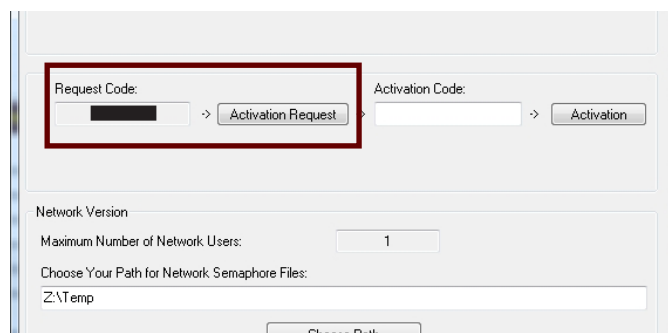 Request Code:
Activation Code:
-> Activation Request
-> Activation
Network Version
Maximum Number of Network Users:
1
Choose Your Path for Network Semaphore Files:
Z:\Temp